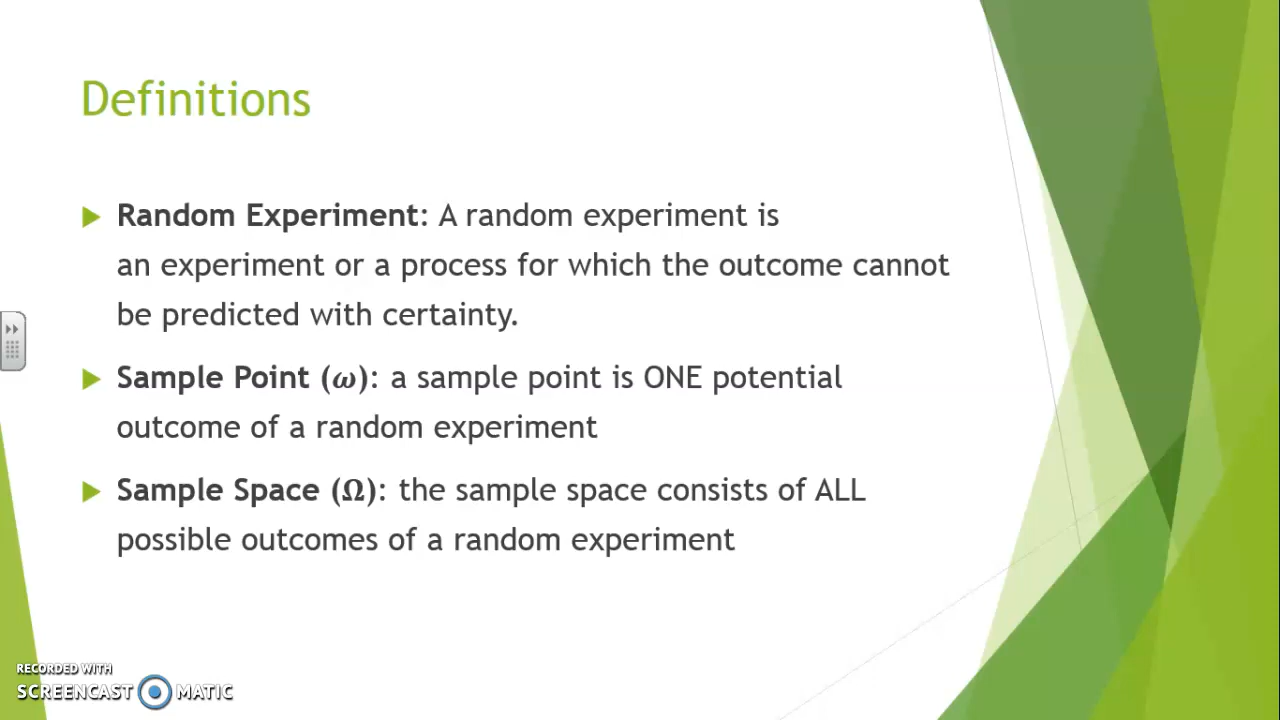 Definitions
Random Experiment: A random experiment is
an experiment or a process for which the outcome cannot
be predicted with certainty.
Sample Point (𝝎): a sample point is ONE potential
outcome of a random experiment
Sample Space (Ω): the sample space consists of ALL
possible outcomes of a random experiment
RECORDED WITH
SCREENCAST MATIC